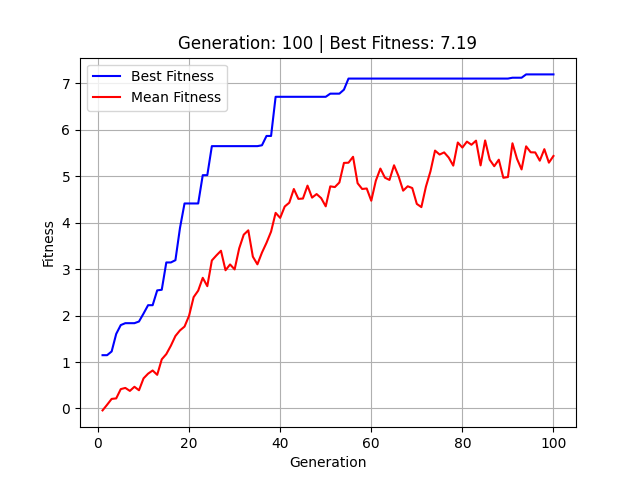 Generation: 100 | Best Fitness: 7.19
Best Fitness
Mean Fitness
Fitness
7
6
5
4
3
2
1
0
0 20 40 60 80 100
Generation